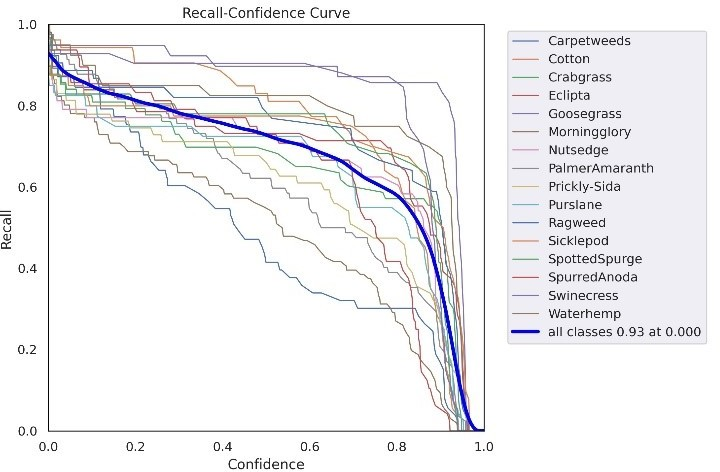 Recall-Confidence Curve
1.0
0.8
0.6
0.4
0.2
0.0
Recall
0.0 0.2 0.4 0.6 0.8 1.0
Confidence
Carpetweeds
Cotton
Crabgrass
Eclipta
Goosegrass
Morningglory
Nutsedge
PalmerAmaranth
Prickly-Sida
Purslane
Ragweed
Sicklepod
SpottedSpurge
SpurredAnoda
Swinecress
Waterhemp
all classes 0.93 at 0.000